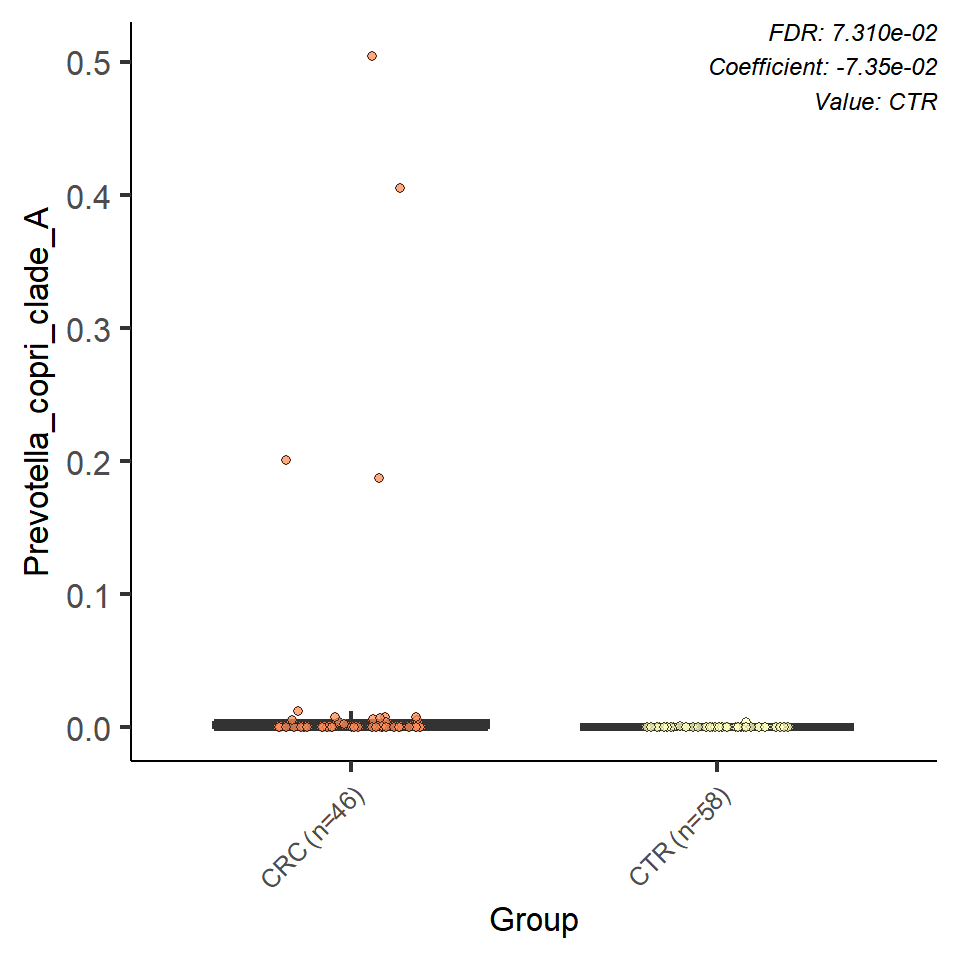 FDR: 7.310e-02
Coefficient: -7.35e-02
Value: CTR
Prevotella_copri_clade_A
0.5
0.4
0.3
0.2
0.1
0.0
CRC (n=46)
CTR (n=58)
Group